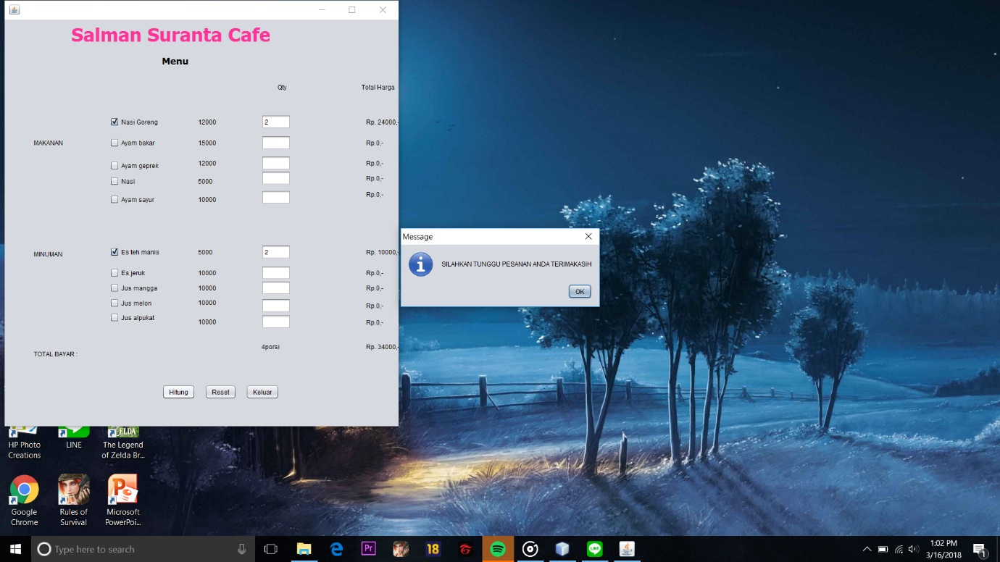 Salman Suranta Cafe
Menu
Qty Total Harga
Nasi Goreng 12000 2 Rp. 24000,-
MAKANAN Ayam bakar 15000 Rp.0,-
Ayam geprek 12000 Rp.0,-
Nasi 5000 Rp.0,-
Ayam sayur 10000 Rp.0,-
MINUMAN Es teh manis 5000 2 Rp. 10000,-
Es jeruk 10000 Rp.0,-
Jus mangga 10000 Rp.0,-
Jus melon 10000 Rp.0,-
Jus alpukat 10000 Rp.0,-
TOTAL BAYAR : 4porsi Rp. 34000,-
Hitung Reset Keluar
Message
SILAHKAN TUNGGU PESANAN ANDA TERIMAKASIH
OK
HP Photo
Creations
LINE
ZELDA
The Legend
of Zelda Br...
Google
Chrome
Rules of
Survival
Microsoft
PowerPoi...
Type here to search
Pr
18
LINE
1:02 PM
3/16/2018
1